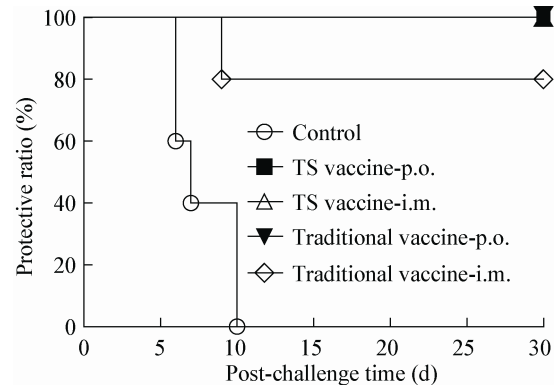 100
80
60
40
20
0
Protective ratio (%)
Control
TS vaccine-p.o.
TS vaccine-i.m.
Traditional vaccine-p.o.
Traditional vaccine-i.m.
0 5 10 15 20 25 30
Post-challenge time (d)